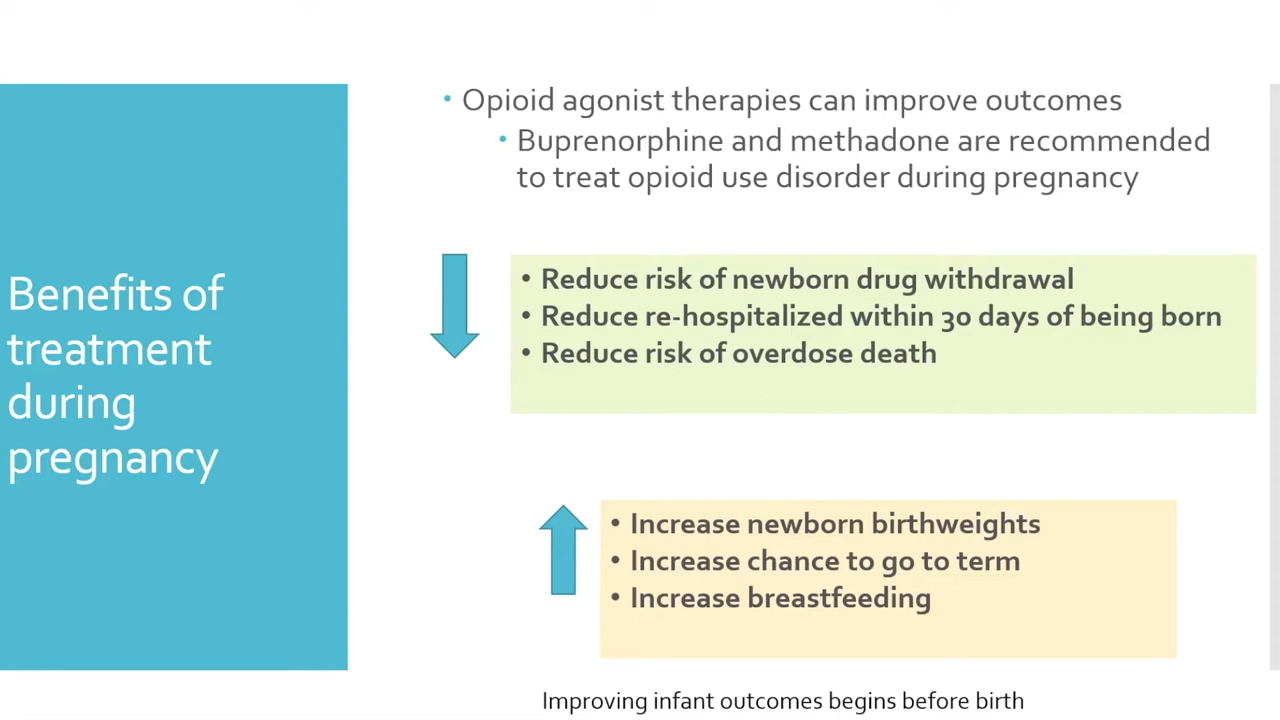 Benefits of
treatment
during
pregnancy
• Opioid agonist therapies can improve outcomes
• Buprenorphine and methadone are recommended
to treat opioid use disorder during pregnancy
• Reduce risk of newborn drug withdrawal
• Reduce re-hospitalized within 30 days of being born
• Reduce risk of overdose death
• Increase newborn birthweights
• Increase chance to go to term
• Increase breastfeeding
Improving infant outcomes begins before birth